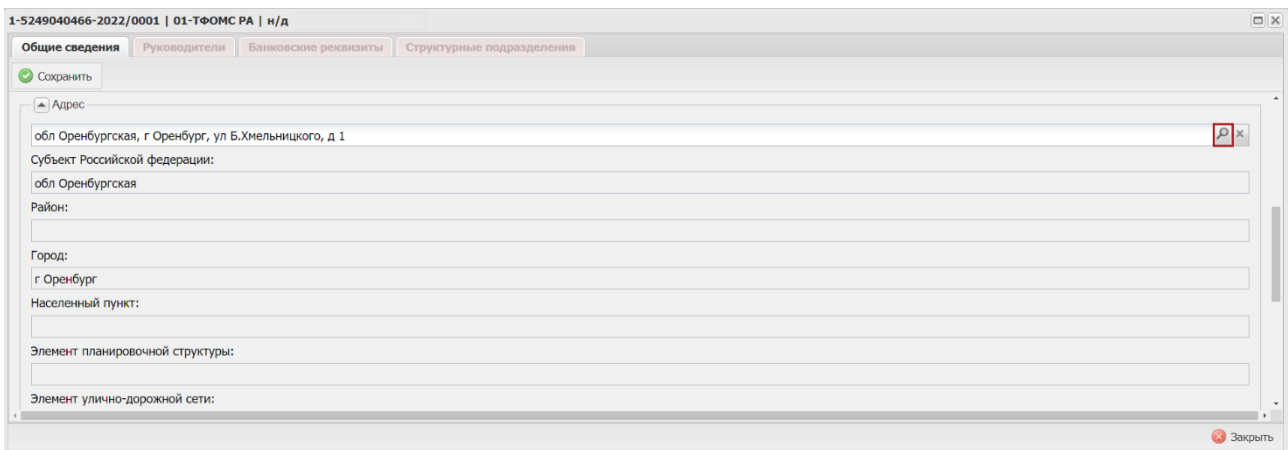 1-5249040466-2022/0001 | 01-ТФОМС РА | н/д
Общие сведения Руководители Банковские реквизиты Структурные подразделения
Сохранить
Адрес
обл Оренбургская, г Оренбург, ул Б.Хмельницкого, д 1
Субъект Российской федерации:
обл Оренбургская
Район:
Город:
г Оренбург
Населенный пункт:
Элемент планировочной структуры:
Элемент улично-дорожной сети:
Закрыть